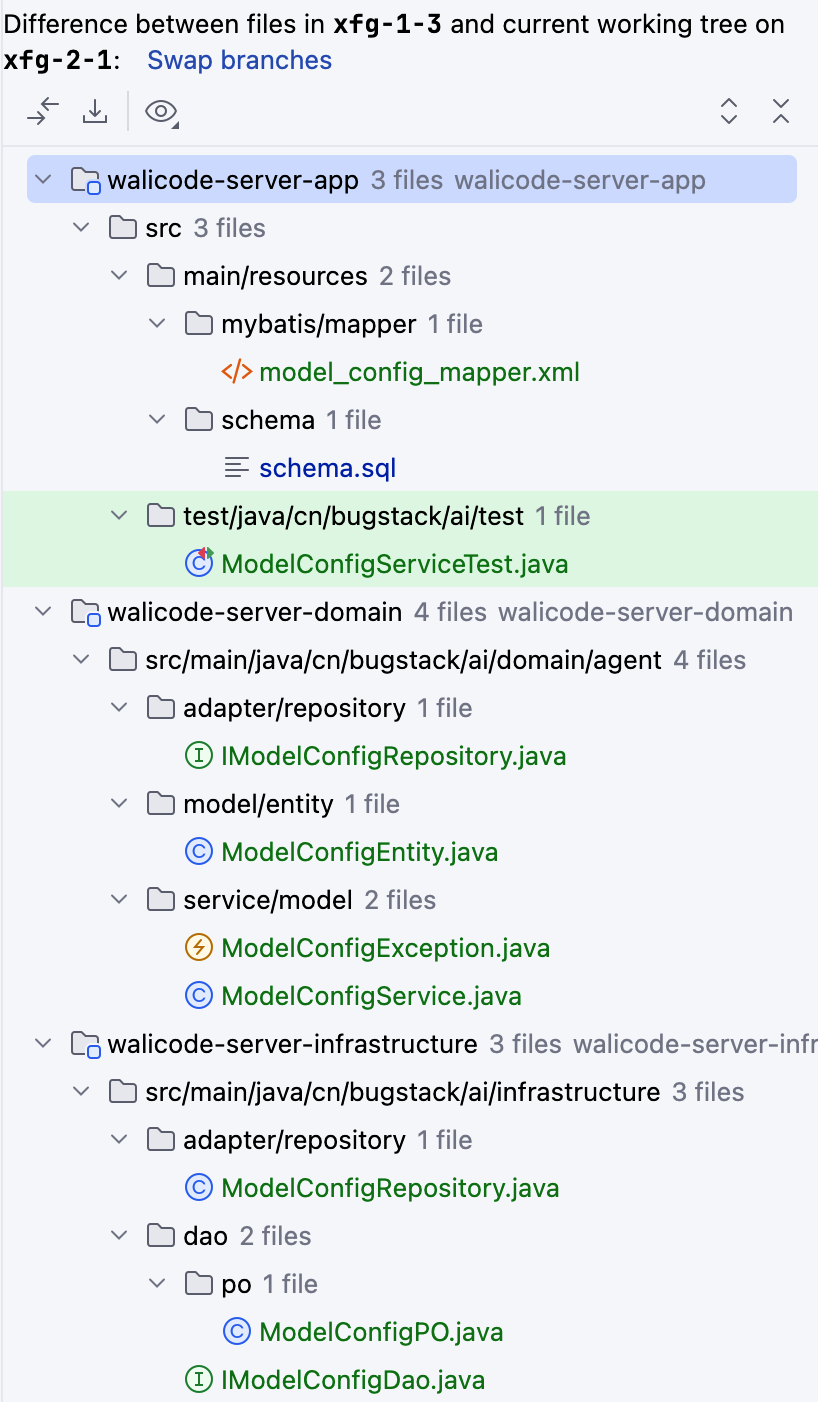 Difference between files in xfg-1-3 and current working tree on
xfg-2-1: Swap branches
walicode-server-app 3 files walicode-server-app
src 3 files
main/resources 2 files
mybatis/mapper 1 file
</> model_config_mapper.xml
schema 1 file
schema.sql
test/java/cn/bugstack/ai/test 1 file
C ModelConfigServiceTest.java
walicode-server-domain 4 files walicode-server-domain
src/main/java/cn/bugstack/ai/domain/agent 4 files
adapter/repository 1 file
I IModelConfigRepository.java
model/entity 1 file
C ModelConfigEntity.java
service/model 2 files
ModelConfigException.java
C ModelConfigService.java
walicode-server-infrastructure 3 files walicode-server-infr
src/main/java/cn/bugstack/ai/infrastructure 3 files
adapter/repository 1 file
C ModelConfigRepository.java
dao 2 files
po 1 file
C ModelConfigPO.java
I IModelConfigDao.java